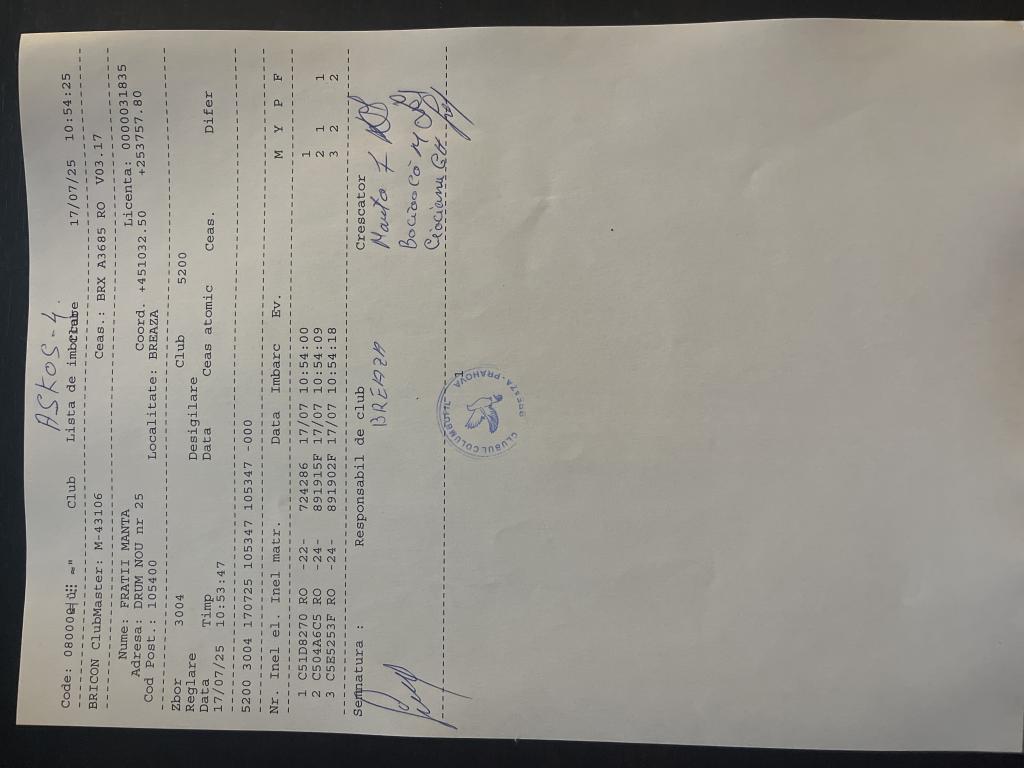 ASKOS-4.
Code: 08000 Club Lista de imbarcare 17/07/25 10:54:25
BRICON ClubMaster: M-43106 Ceas.: BRX A3685 RO V03.17
Nume: FRATII MANTA Licenta: 0000031835
Adresa: DRUM NOU nr 25 Coord. +451032.50 +253757.80
Cod Post.: 105400 Localitate: BREAZA
Zbor 3004 Club 5200
Reglare Desigilare
Data Timp Data Ceas atomic Ceas. Difer
17/07/25 10:53:47
5200 3004 170725 105347 105347 -000
Nr. Inel el. Inel matr. Data Imbarc Ev. M Y P F
1 C51D8270 RO -22- 724286 17/07 10:54:00 1
2 C504A6C5 RO -24- 891915F 17/07 10:54:09 2 1 1
3 C5E5253F RO -24- 891902F 17/07 10:54:18 3 2 2
Semnatura : Responsabil de club Crescator
BREAZA Manta F
CLUBUL COLUMBOFIL BREAZA-PRAHOVA
1